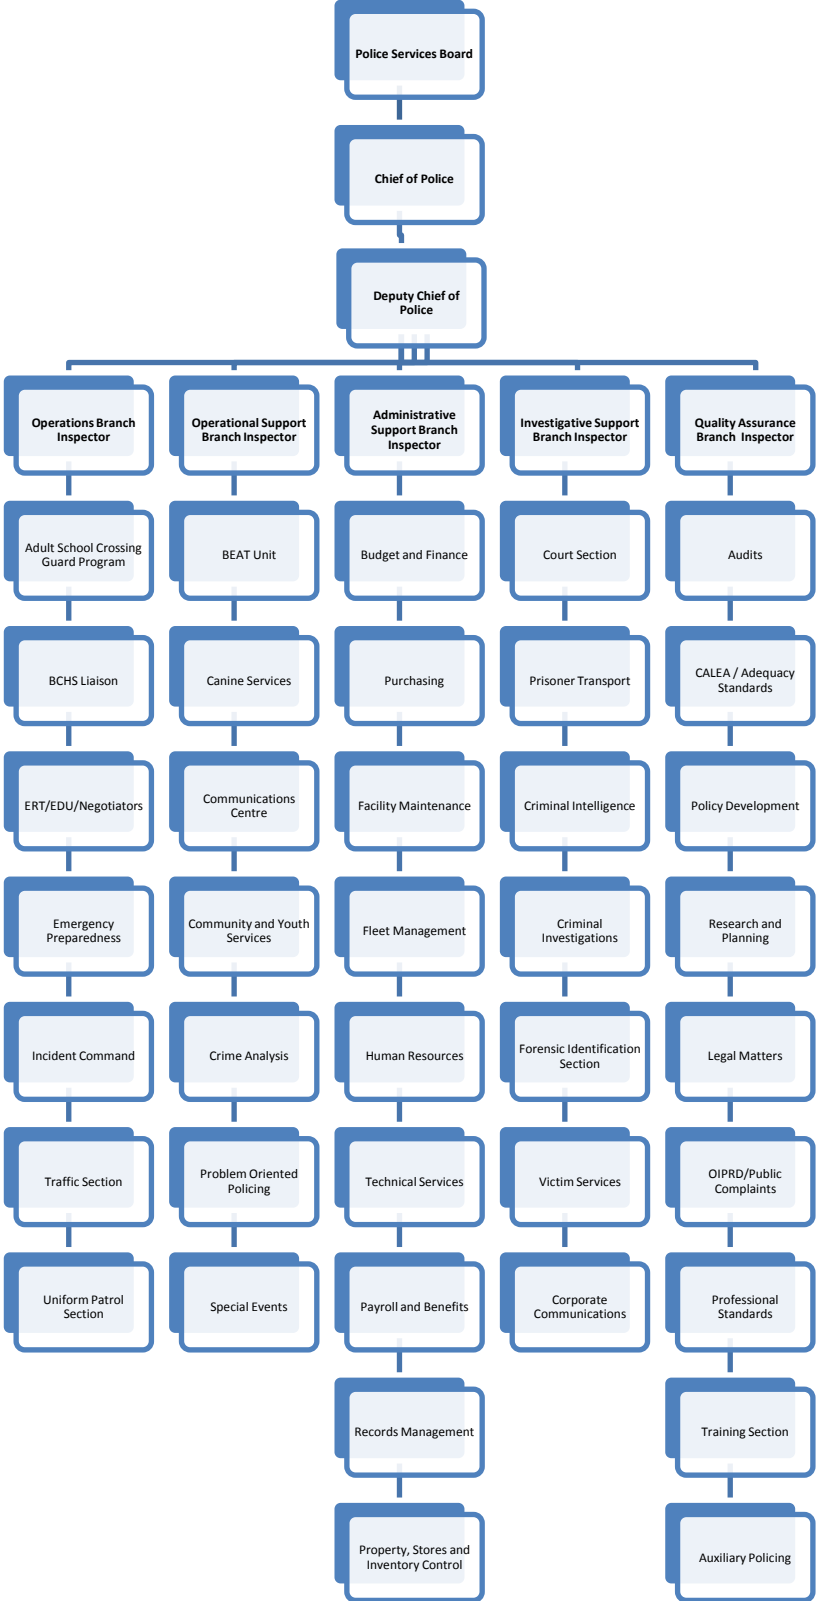 Police Services Board
Chief of Police
Deputy Chief of
Police
Operations Branch
Inspector
Operational Support
Branch Inspector
Administrative
Support Branch
Inspector
Investigative Support
Branch Inspector
Quality Assurance
Branch Inspector
Adult School Crossing
Guard Program
BEAT Unit
Budget and Finance
Court Section
Audits
BCHS Liaison
Canine Services
Purchasing
Prisoner Transport
CALEA / Adequacy
Standards
ERT/EDU/Negotiators
Communications
Centre
Facility Maintenance
Criminal Intelligence
Policy Development
Emergency
Preparedness
Community and Youth
Services
Fleet Management
Criminal
Investigations
Research and
Planning
Incident Command
Crime Analysis
Human Resources
Forensic Identification
Section
Legal Matters
Traffic Section
Problem Oriented
Policing
Technical Services
Victim Services
OIPRD/Public
Complaints
Uniform Patrol
Section
Special Events
Payroll and Benefits
Corporate
Communications
Professional
Standards
Records Management
Training Section
Property, Stores and
Inventory Control
Auxiliary Policing